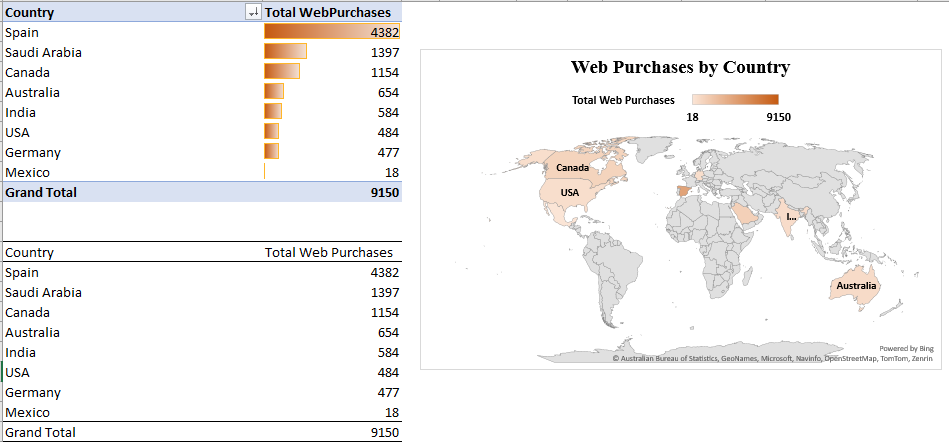 Country Total WebPurchases
Spain 4382
Saudi Arabia 1397
Canada 1154
Australia 654
India 584
USA 484
Germany 477
Mexico 18
Grand Total 9150
Country Total Web Purchases
Spain 4382
Saudi Arabia 1397
Canada 1154
Australia 654
India 584
USA 484
Germany 477
Mexico 18
Grand Total 9150
Web Purchases by Country
Total Web Purchases
18 9150
Canada
USA
I...
Australia
Powered by Bing
© Australian Bureau of Statistics, GeoNames, Microsoft, Navinfo, OpenStreetMap, TomTom, Zenrin